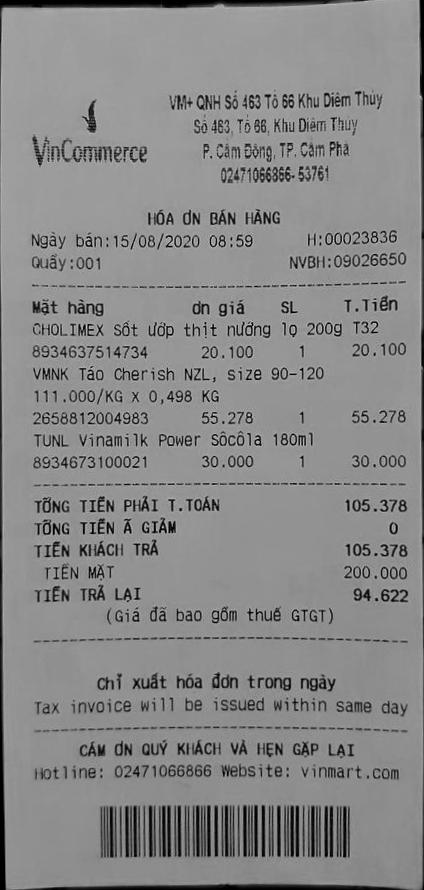 VinCommerce
VM+ QNH Số 463 Tổ 66 Khu Diêm Thủy
Số 463, Tổ 66, Khu Diêm Thủy
P. Cẩm Đông, TP. Cẩm Phả
02471066866-53761
HÓA ƠN BÁN HÀNG
Ngày bán:15/08/2020 08:59 H:00023836
Quầy:001 NVBH:09026650
Mặt hàng ơn giá SL T.Tiền
CHOLIMEX Sốt ướp thịt nướng lọ 200g T32
8934637514734 20.100 1 20.100
VMNK Táo Cherish NZL, size 90-120
111.000/KG X 0,498 KG
2658812004983 55.278 1 55.278
TUNL Vinamilk Power Sôcôla 180ml
8934673100021 30.000 1 30.000
TỔNG TIỀN PHẢI T.TOÁN 105.378
TỔNG TIỀN Ã GIẢM 0
TIỀN KHÁCH TRẢ 105.378
TIỀN MẶT 200.000
TIỀN TRẢ LẠI 94.622
(Giá đã bao gồm thuế GTGT)
Chỉ xuất hóa đơn trong ngày
Tax invoice will be issued within same day
CẢM ƠN QUÝ KHÁCH VÀ HẸN GẶP LẠI
Hotline: 02471066866 Website: vinmart.com